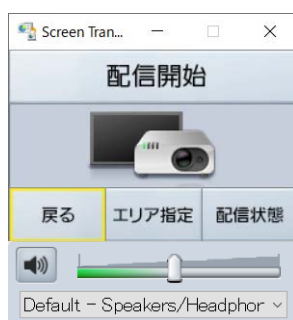 Screen Tran...
配信開始
戻る エリア指定 配信状態
Default - Speakers/Headphor